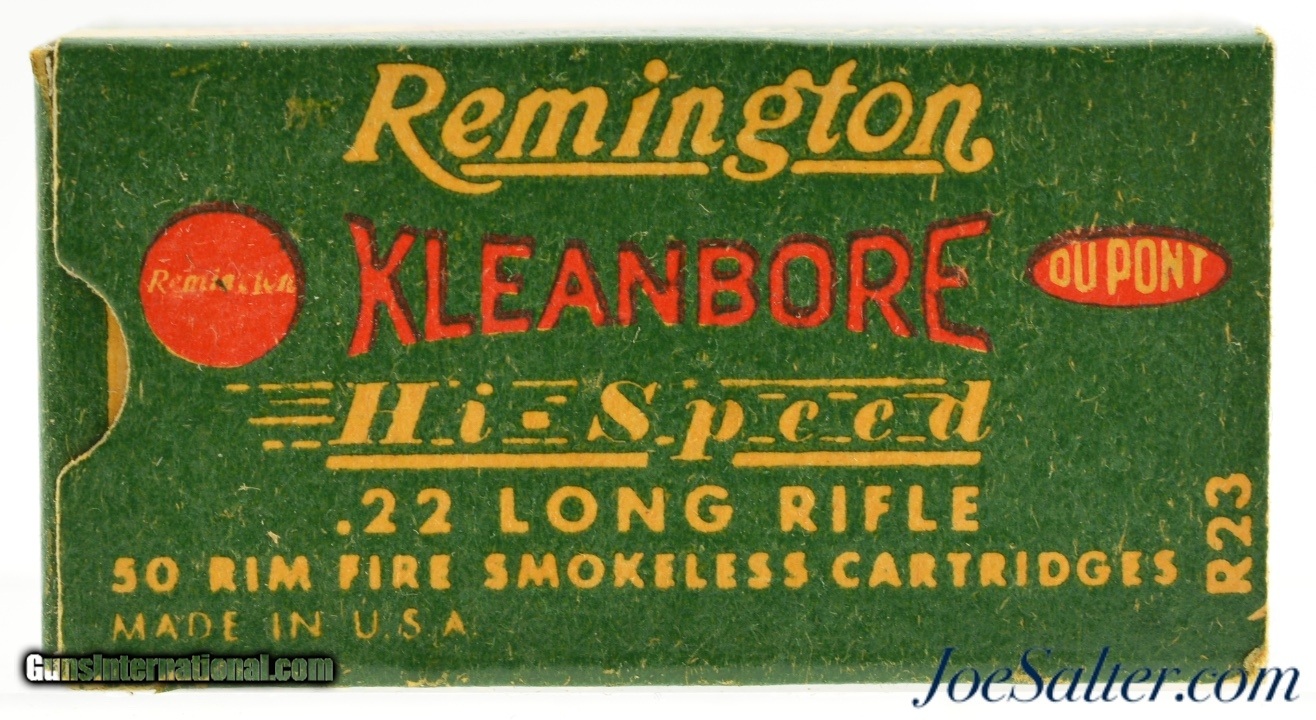 Remington
Remington
KLEANBORE
DU PONT
Hi-Speed
.22 LONG RIFLE
50 RIM FIRE SMOKELESS CARTRIDGES
R23
MADE IN U.S.A.
GunsInternational.com
JoeSalter.com